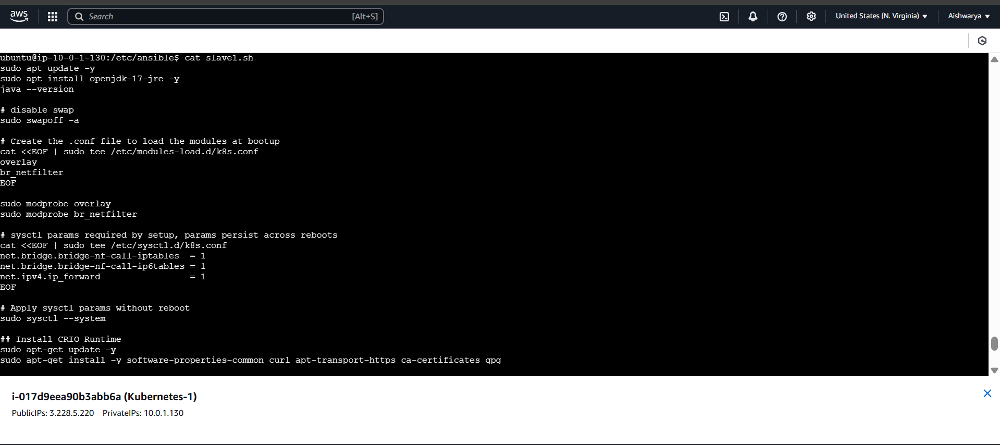 aws
Search [Alt+S]
United States (N. Virginia)
Aishwarya
ubuntu@ip-10-0-1-130:/etc/ansible$ cat slave1.sh
sudo apt update -y
sudo apt install openjdk-17-jre -y
java --version
# disable swap
sudo swapoff -a
# Create the .conf file to load the modules at bootup
cat <<EOF | sudo tee /etc/modules-load.d/k8s.conf
overlay
br_netfilter
EOF
sudo modprobe overlay
sudo modprobe br_netfilter
# sysctl params required by setup, params persist across reboots
cat <<EOF | sudo tee /etc/sysctl.d/k8s.conf
net.bridge.bridge-nf-call-iptables  = 1
net.bridge.bridge-nf-call-ip6tables = 1
net.ipv4.ip_forward                 = 1
EOF
# Apply sysctl params without reboot
sudo sysctl --system
## Install CRIO Runtime
sudo apt-get update -y
sudo apt-get install -y software-properties-common curl apt-transport-https ca-certificates gpg
i-017d9eea90b3abb6a (Kubernetes-1)
PublicIPs: 3.228.5.220 PrivateIPs: 10.0.1.130